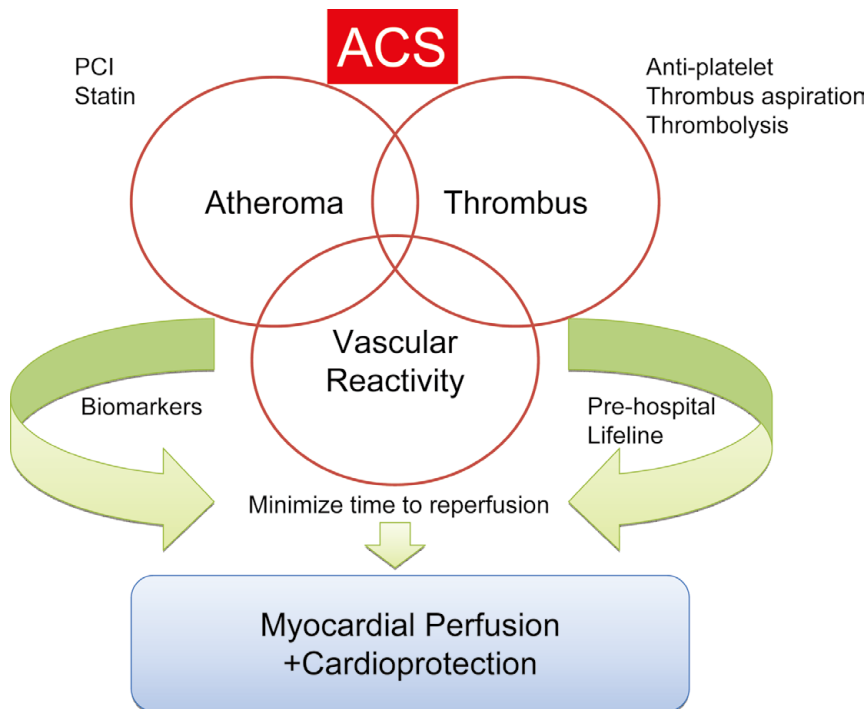 ACS
PCI
Statin
Anti-platelet
Thrombus aspiration
Thrombolysis
Atheroma
Thrombus
Vascular
Reactivity
Biomarkers
Pre-hospital
Lifeline
Minimize time to reperfusion
Myocardial Perfusion
+Cardioprotection